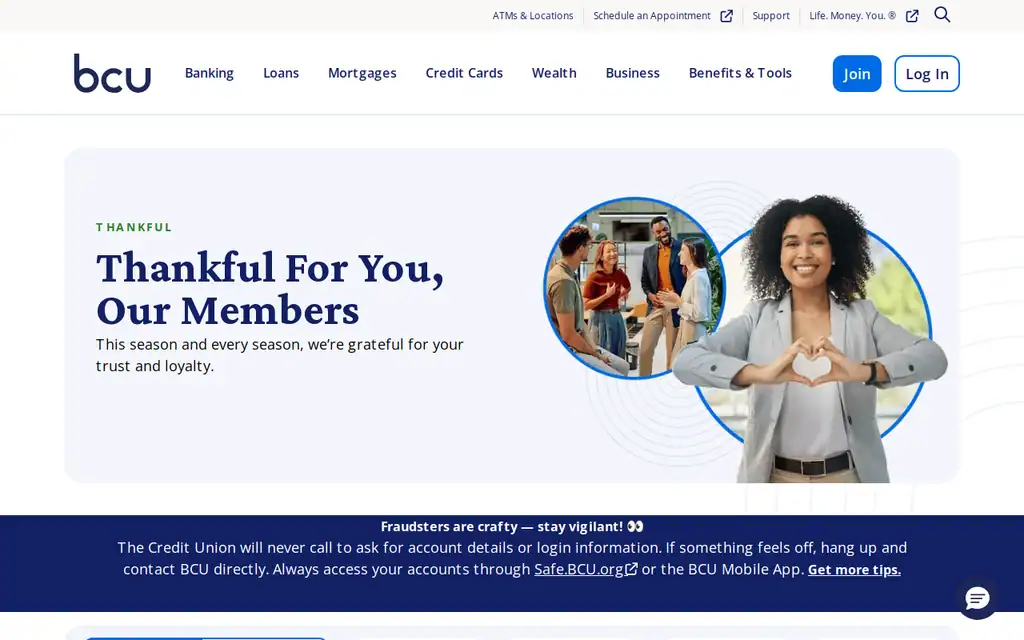 ATMs & Locations
Schedule an Appointment
Support
Life. Money. You. ®
bcu
Banking
Loans
Mortgages
Credit Cards
Wealth
Business
Benefits & Tools
Join
Log In
THANKFUL
Thankful For You,
Our Members
This season and every season, we’re grateful for your
trust and loyalty.
Fraudsters are crafty — stay vigilant! 👀
The Credit Union will never call to ask for account details or login information. If something feels off, hang up and
contact BCU directly. Always access your accounts through Safe.BCU.org or the BCU Mobile App. Get more tips.